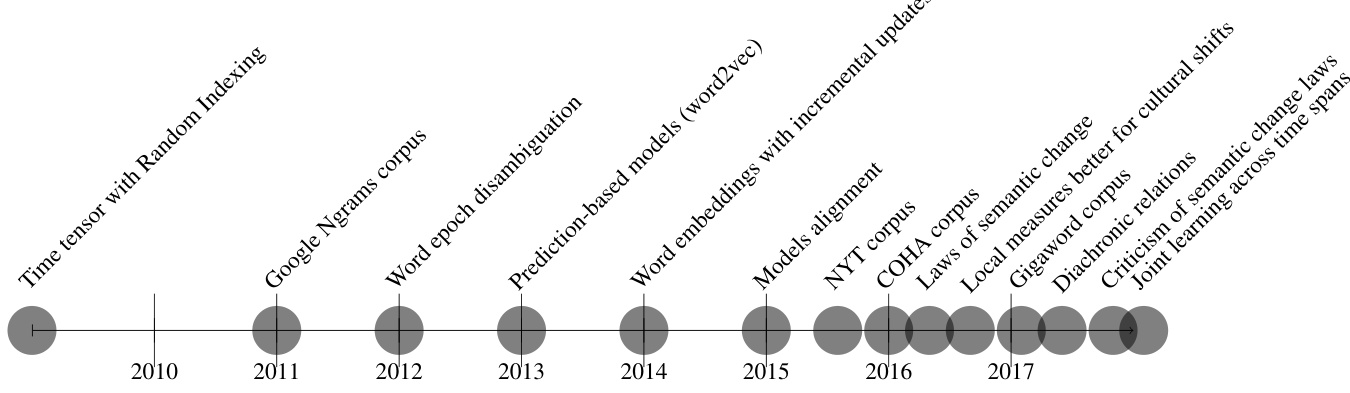 Time tensor with Random Indexing
Google Ngrams corpus
Word epoch disambiguation
Prediction-based models (word2vec)
Word embeddings with incremental updates
Models alignment
NYT corpus
COHA corpus
Laws of semantic change
Local measures better for cultural shifts
Gigaword corpus
Diachronic relations
Criticism of semantic change laws
Joint learning across time spans
2010
2011
2012
2013
2014
2015
2016
2017